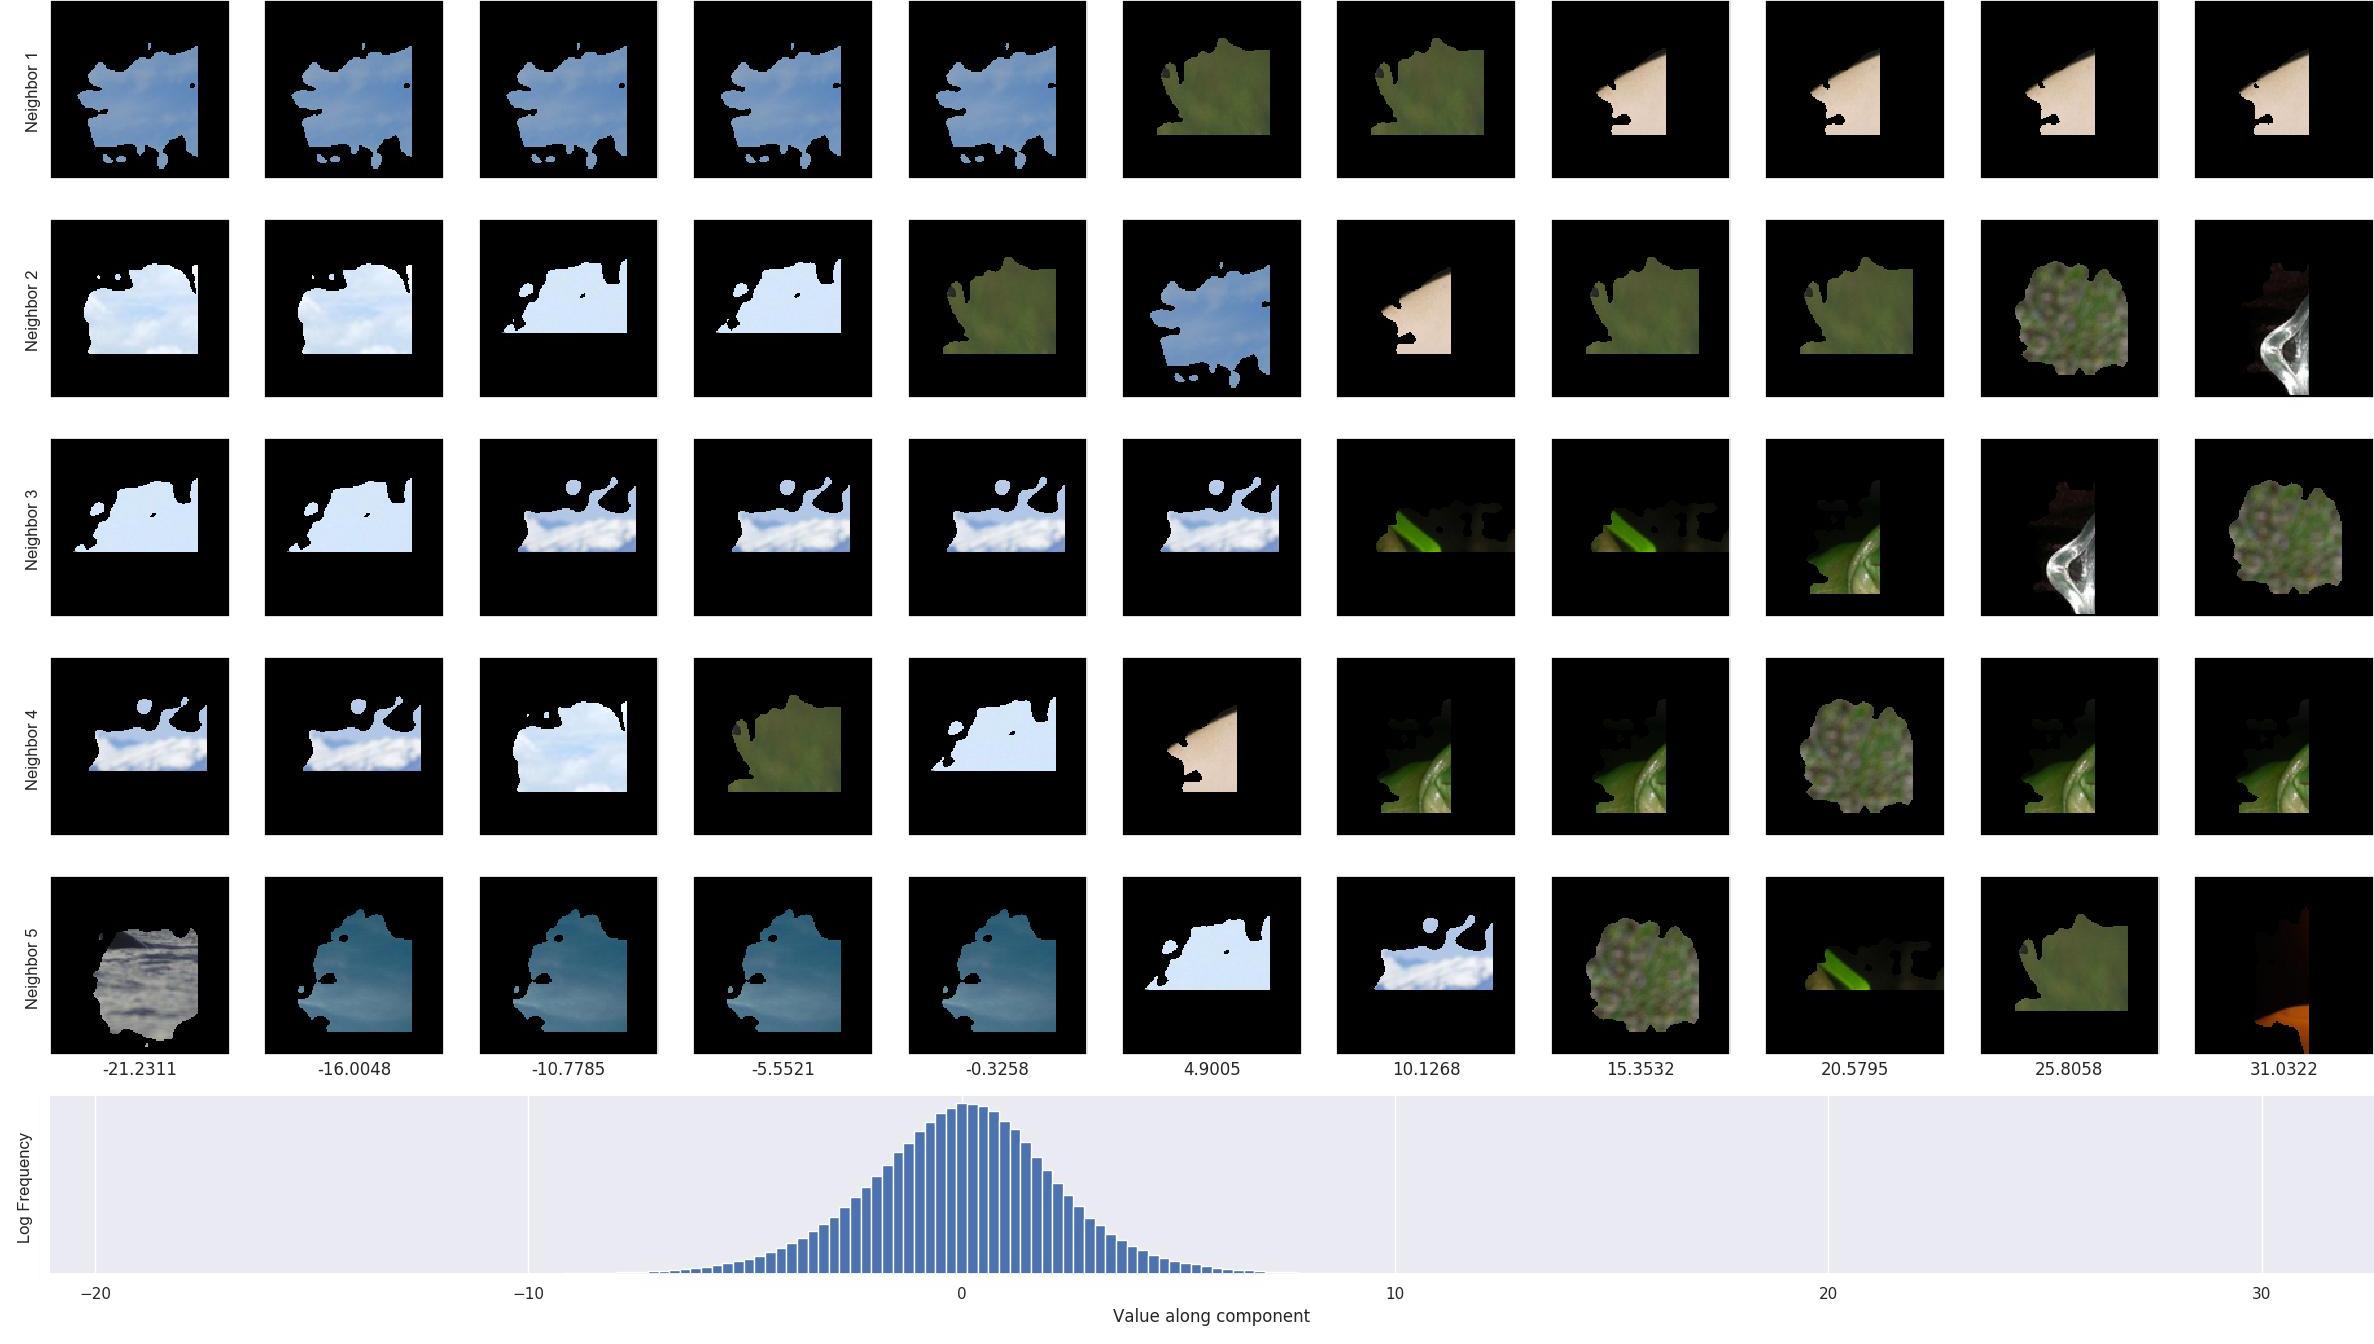 Neighbor 1
Neighbor 2
Neighbor 3
Neighbor 4
Neighbor 5
-21.2311 -16.0048 -10.7785 -5.5521 -0.3258 4.9005 10.1268 15.3532 20.5795 25.8058 31.0322
Log Frequency
−20 −10 0 10 20 30
Value along component